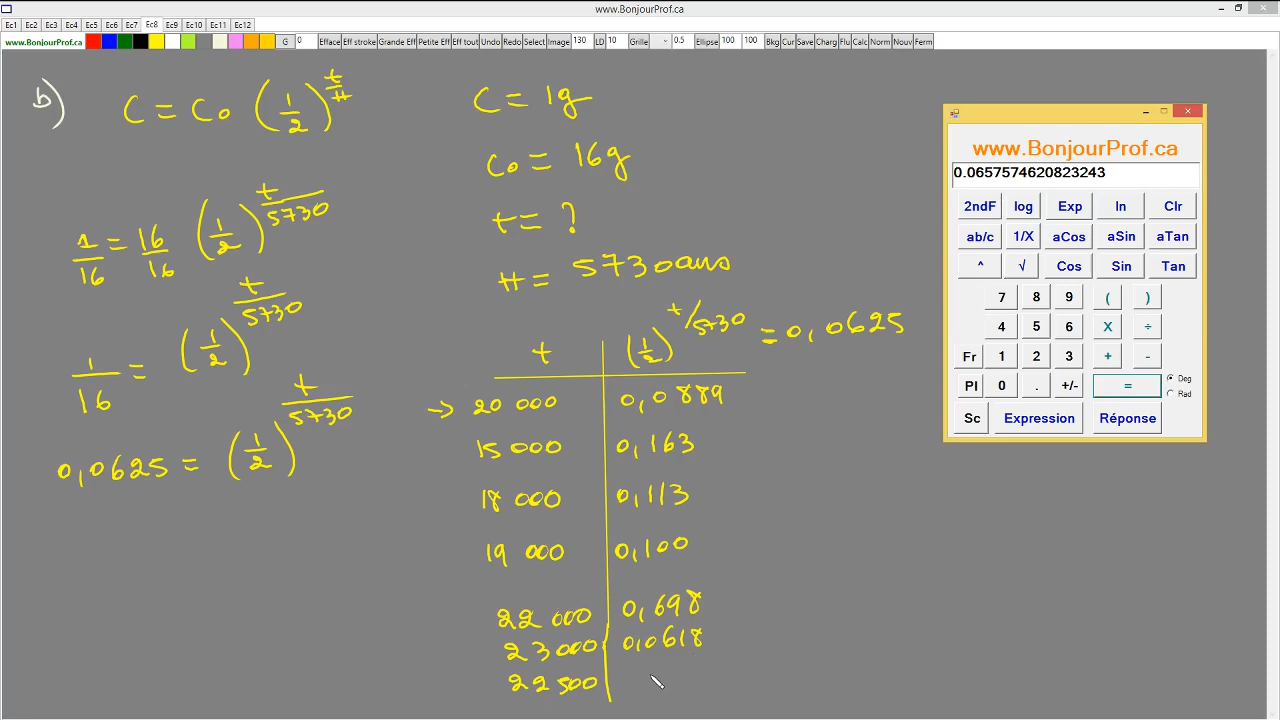 www.BonjourProf.ca
Ec1 Ec2 Ec3 Ec4 Ec5 Ec6 Ec7 Ec8 Ec9 Ec10 Ec11 Ec12
www.BonjourProf.ca G 0 Efface Eff stroke Grande Eff Petite Eff Eff tout Undo Redo Select Image 130 LD 10 Grille 0.5 Ellipse 100 100 Bkg Cur Save Charg Flu Calc Norm Nouv Ferm
b) C = Co (1/2)^t/H
1/16 = 16/16 (1/2)^t/5730
1/16 = (1/2)^t/5730
0,0625 = (1/2)^t/5730
C = 1g
Co = 16g
t = ?
H = 5730 ans
t (1/2)^t/5730 = 0,0625
→ 20 000 0,0889
15 000 0,163
18 000 0,113
19 000 0,100
22 000 0,698
23 000 0,0618
22 500
www.BonjourProf.ca
0.0657574620823243
2ndF log Exp ln Clr
ab/c 1/X aCos aSin aTan
^ √ Cos Sin Tan
7 8 9 ( )
4 5 6 X ÷
Fr 1 2 3 + -
PI 0 . +/- = Deg
Rad
Sc Expression Réponse